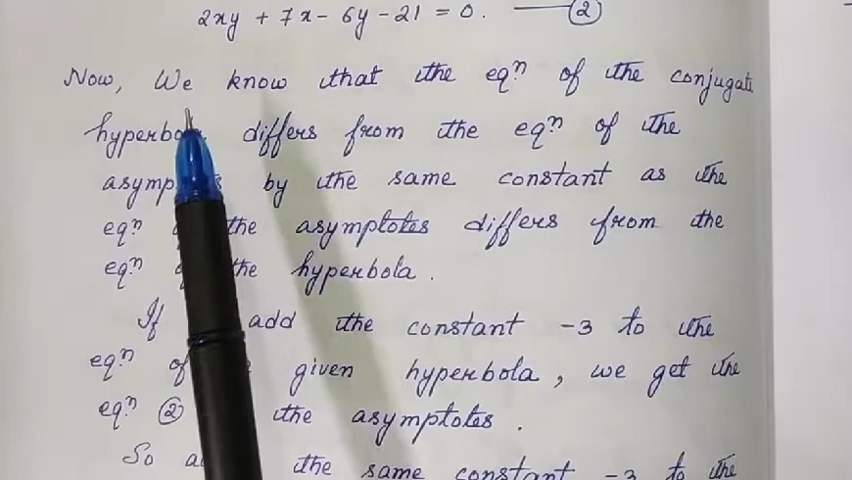 2xy + 7x - 6y - 21 = 0. —— ②
Now, We know that the eqⁿ of the conjugate
differs from the eqⁿ of the
by the same constant as the
eqⁿ the asymptotes differs from the
eqⁿ the hyperbola.
If add the constant -3 to the
eqⁿ given hyperbola, we get the
eqⁿ ② the asymptotes.
So the same constant -3 to the